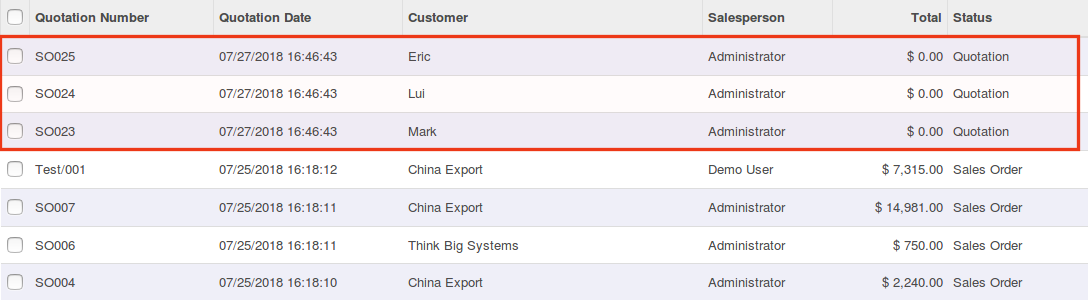 Quotation Number Quotation Date Customer Salesperson Total Status
SO025 07/27/2018 16:46:43 Eric Administrator $ 0.00 Quotation
SO024 07/27/2018 16:46:43 Lui Administrator $ 0.00 Quotation
SO023 07/27/2018 16:46:43 Mark Administrator $ 0.00 Quotation
Test/001 07/25/2018 16:18:12 China Export Demo User $ 7,315.00 Sales Order
SO007 07/25/2018 16:18:11 China Export Administrator $ 14,981.00 Sales Order
SO006 07/25/2018 16:18:11 Think Big Systems Administrator $ 750.00 Sales Order
SO004 07/25/2018 16:18:10 China Export Administrator $ 2,240.00 Sales Order